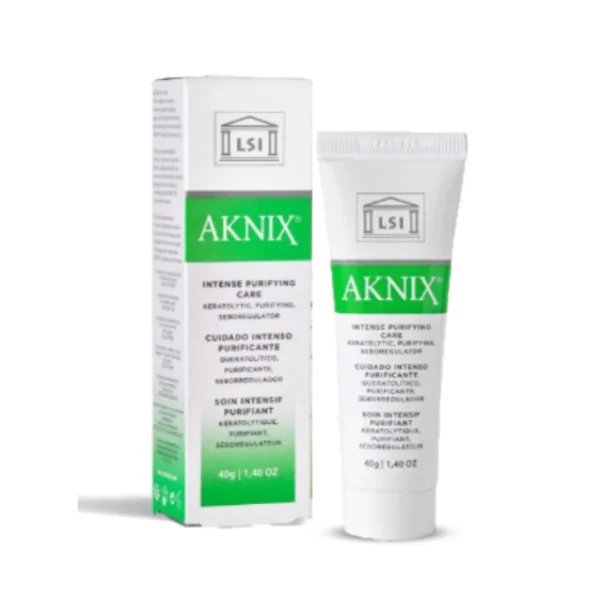 LSI
AKNIX®
INTENSE PURIFYING
CARE
KERATOLYTIC, PURIFYING,
SEBOREGULATOR
CUIDADO INTENSO
PURIFICANTE
QUERATOLÍTICO,
PURIFICANTE,
SEBORREGULADOR
SOIN INTENSIF
PURIFIANT
KÉRATOLYTIQUE,
PURIFIANT,
SÉBORÉGULATEUR
40g | 1,40 OZ
LSI
AKNIX®
INTENSE PURIFYING
CARE
KERATOLYTIC, PURIFYING,
SEBOREGULATOR
CUIDADO INTENSO
PURIFICANTE
QUERATOLÍTICO,
PURIFICANTE,
SEBORREGULADOR
SOIN INTENSIF
PURIFIANT
KÉRATOLYTIQUE,
PURIFIANT,
SÉBORÉGULATEUR
40g | 1,40 OZ